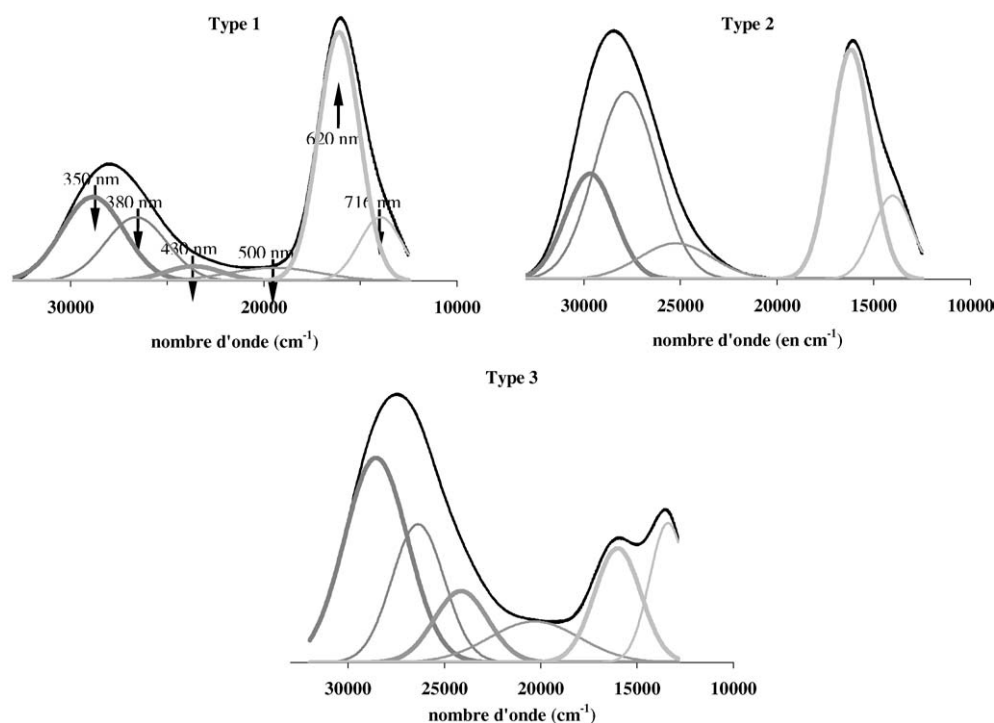 Type 1
350 nm
380 nm
430 nm
500 nm
620 nm
716 nm
30000 20000 10000
nombre d'onde (cm⁻¹)
Type 2
30000 25000 20000 15000 10000
nombre d'onde (en cm⁻¹)
Type 3
30000 25000 20000 15000 10000
nombre d'onde (cm⁻¹)